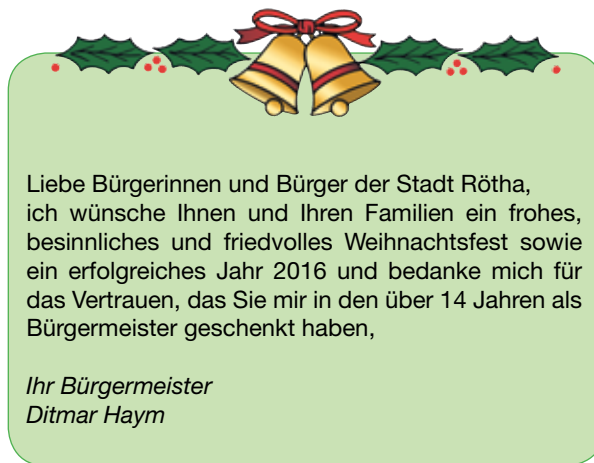 Liebe Bürgerinnen und Bürger der Stadt Rötha,
ich wünsche Ihnen und Ihren Familien ein frohes,
besinnliches und friedvolles Weihnachtsfest sowie
ein erfolgreiches Jahr 2016 und bedanke mich für
das Vertrauen, das Sie mir in den über 14 Jahren als
Bürgermeister geschenkt haben,
Ihr Bürgermeister
Ditmar Haym